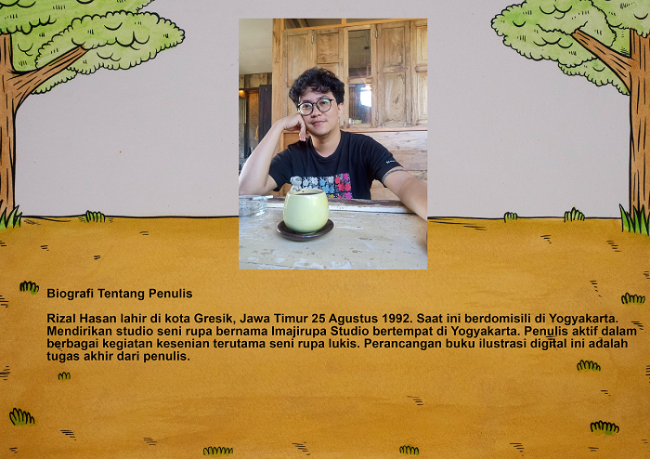 Biografi Tentang Penulis
Rizal Hasan lahir di kota Gresik, Jawa Timur 25 Agustus 1992. Saat ini berdomisili di Yogyakarta.
Mendirikan studio seni rupa bernama Imajirupa Studio bertempat di Yogyakarta. Penulis aktif dalam
berbagai kegiatan kesenian terutama seni rupa lukis. Perancangan buku ilustrasi digital ini adalah
tugas akhir dari penulis.